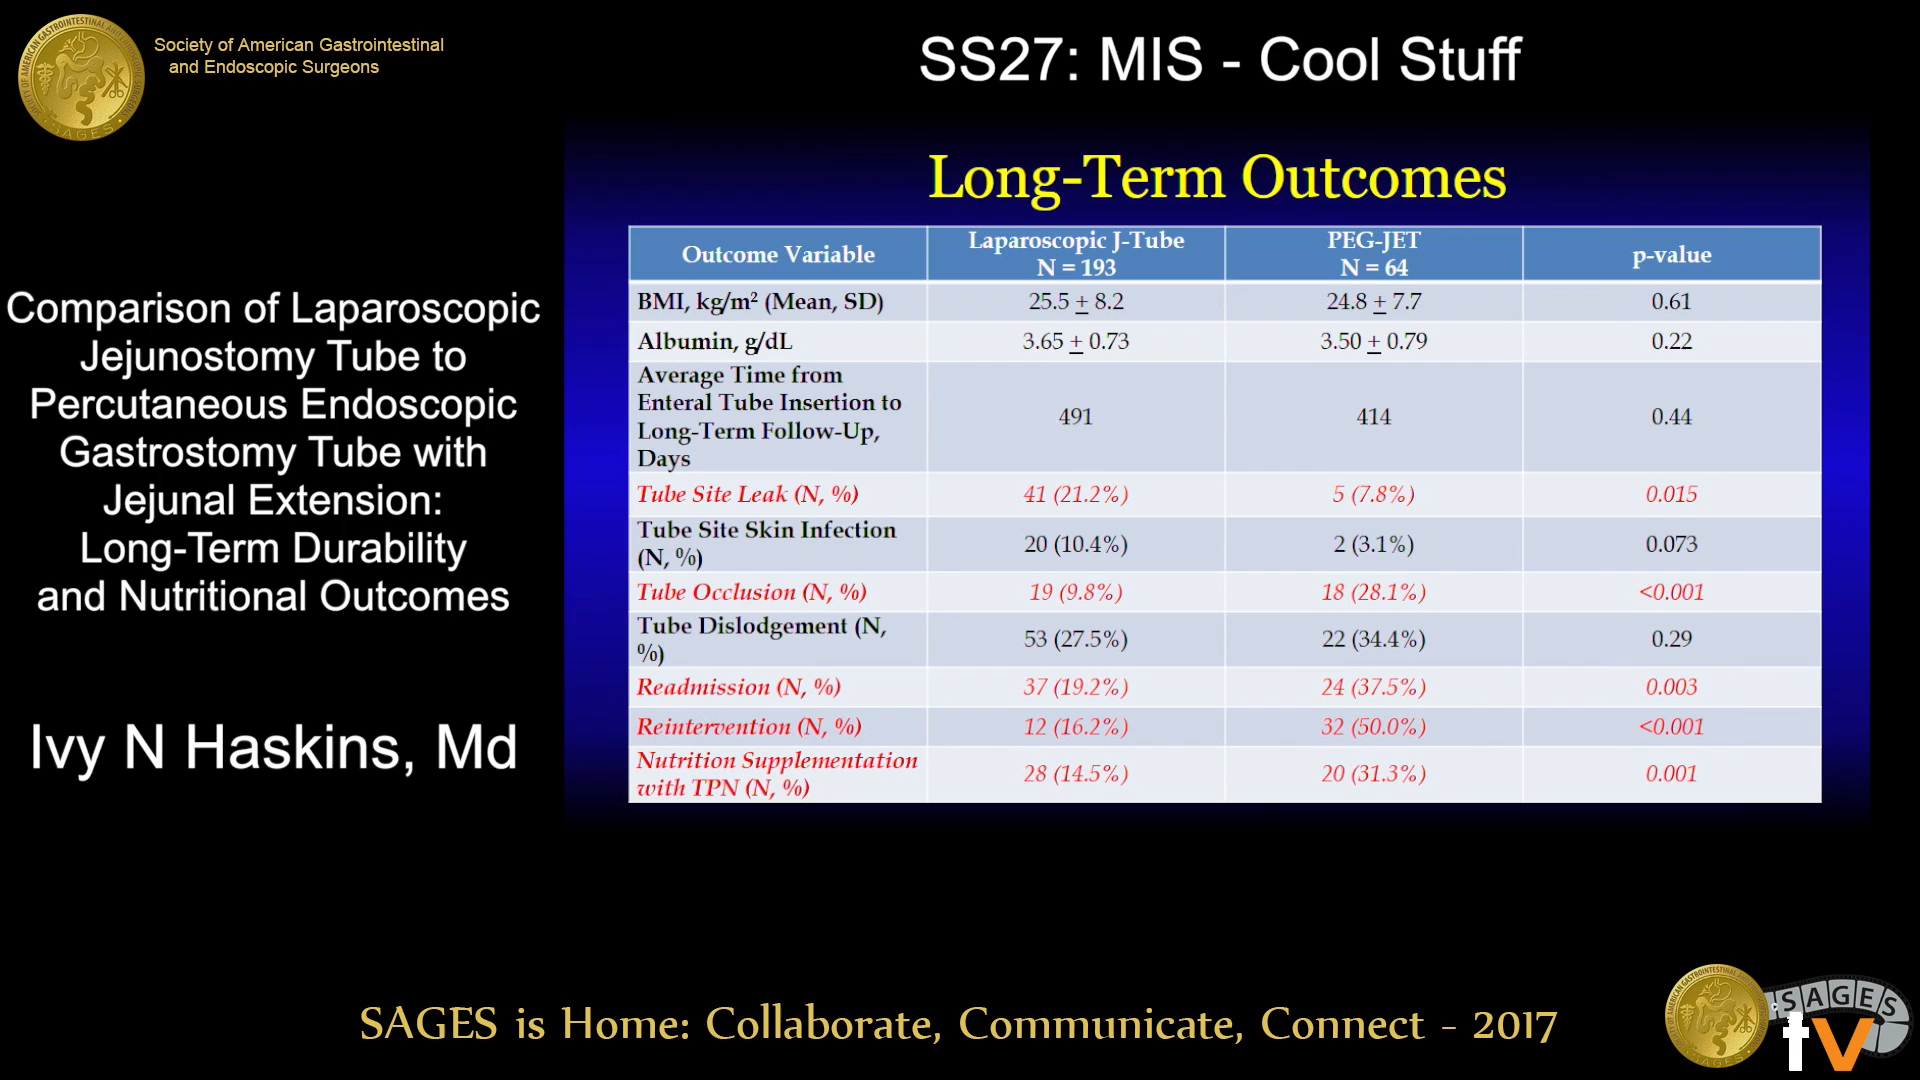 Society of American Gastrointestinal
and Endoscopic Surgeons
SS27: MIS - Cool Stuff
Comparison of Laparoscopic
Jejunostomy Tube to
Percutaneous Endoscopic
Gastrostomy Tube with
Jejunal Extension:
Long-Term Durability
and Nutritional Outcomes
Ivy N Haskins, Md
Long-Term Outcomes
Outcome Variable
Laparoscopic J-Tube
N = 193
PEG-JET
N = 64
p-value
BMI, kg/m² (Mean, SD) 25.5 ± 8.2 24.8 ± 7.7 0.61
Albumin, g/dL 3.65 ± 0.73 3.50 ± 0.79 0.22
Average Time from
Enteral Tube Insertion to
Long-Term Follow-Up,
Days
491 414 0.44
Tube Site Leak (N, %) 41 (21.2%) 5 (7.8%) 0.015
Tube Site Skin Infection
(N, %)
20 (10.4%) 2 (3.1%) 0.073
Tube Occlusion (N, %) 19 (9.8%) 18 (28.1%) <0.001
Tube Dislodgement (N,
%)
53 (27.5%) 22 (34.4%) 0.29
Readmission (N, %) 37 (19.2%) 24 (37.5%) 0.003
Reintervention (N, %) 12 (16.2%) 32 (50.0%) <0.001
Nutrition Supplementation
with TPN (N, %)
28 (14.5%) 20 (31.3%) 0.001
SAGES is Home: Collaborate, Communicate, Connect - 2017
SAGES
tv